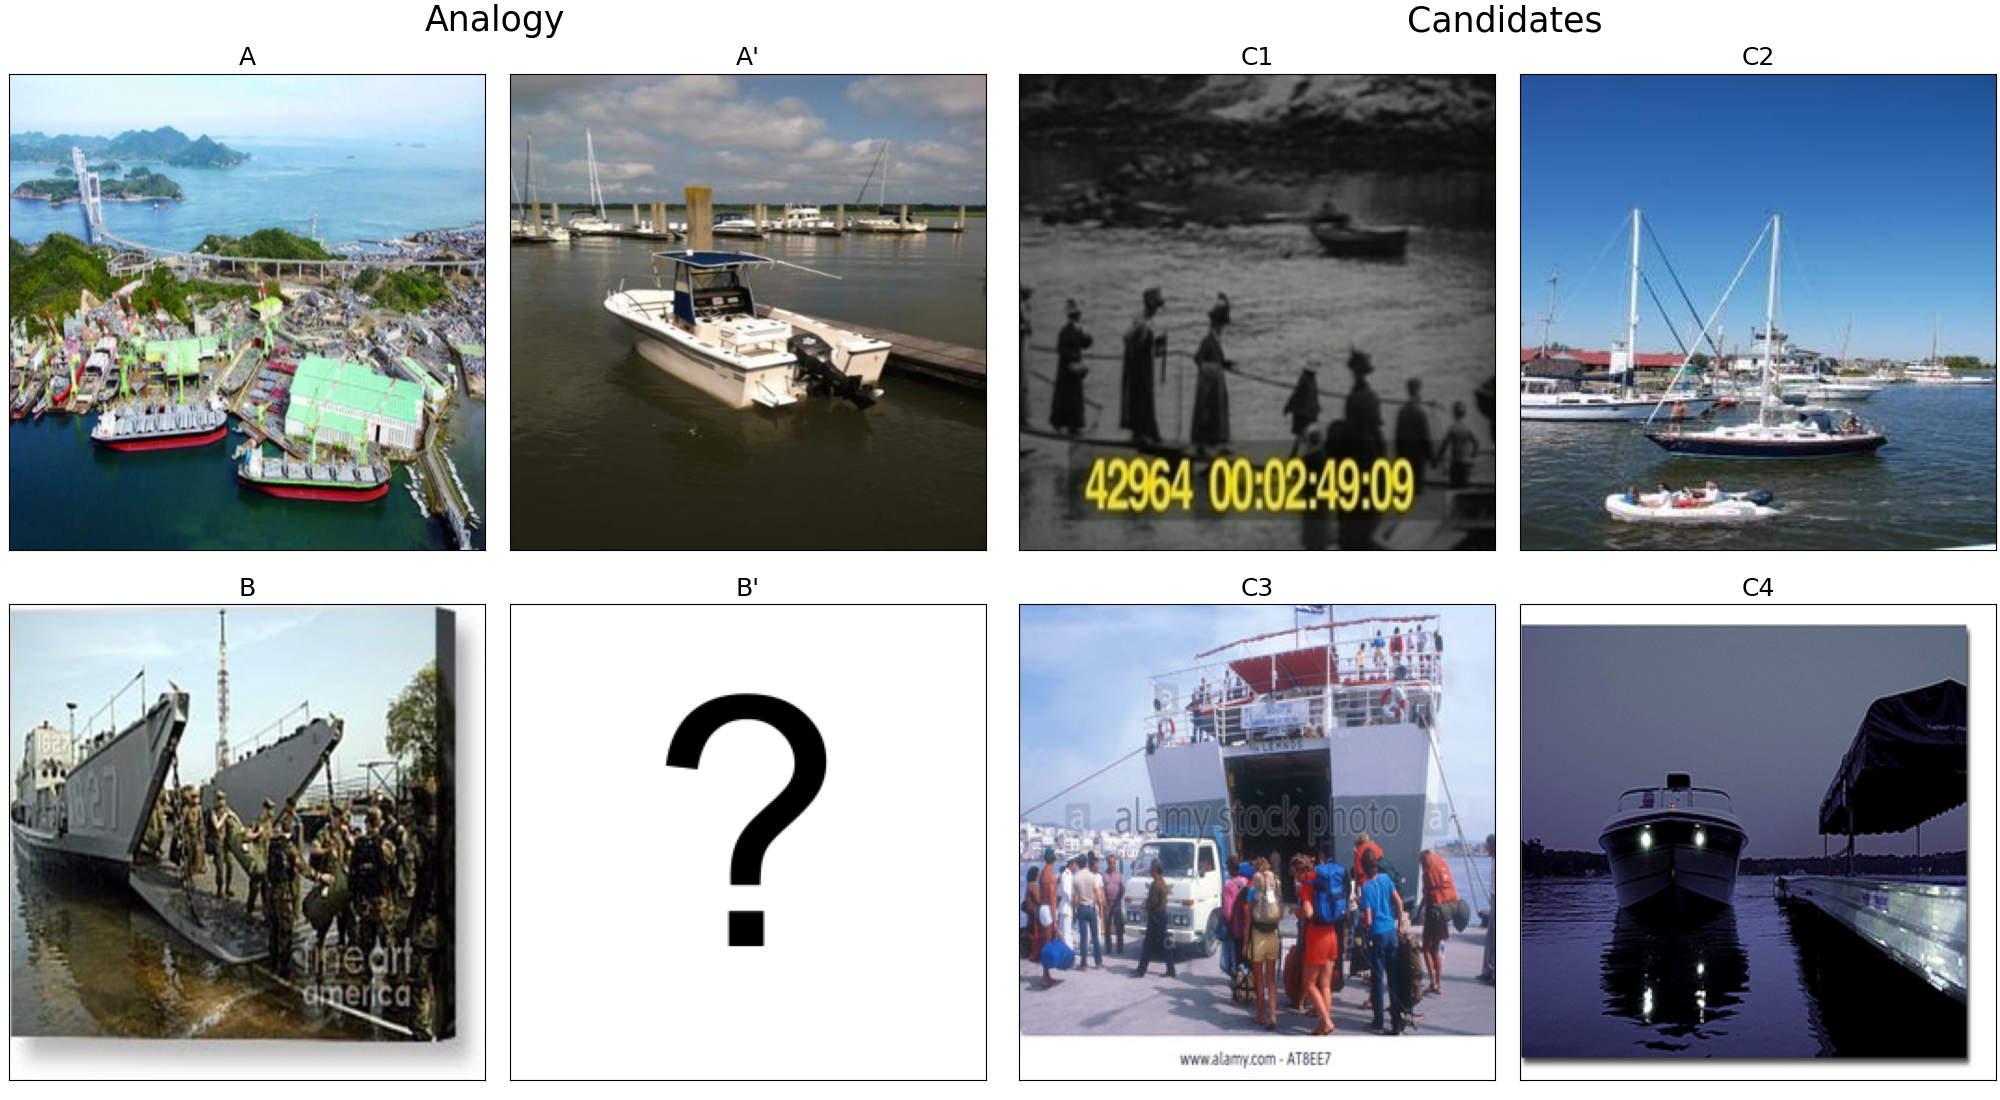 Analogy
Candidates
A
A'
C1
C2
42964 00:02:49:09
B
B'
C3
C4
1627
fine art
america
?
LEMNOS
a alamy stock photo a
www.alamy.com - AT8EE7